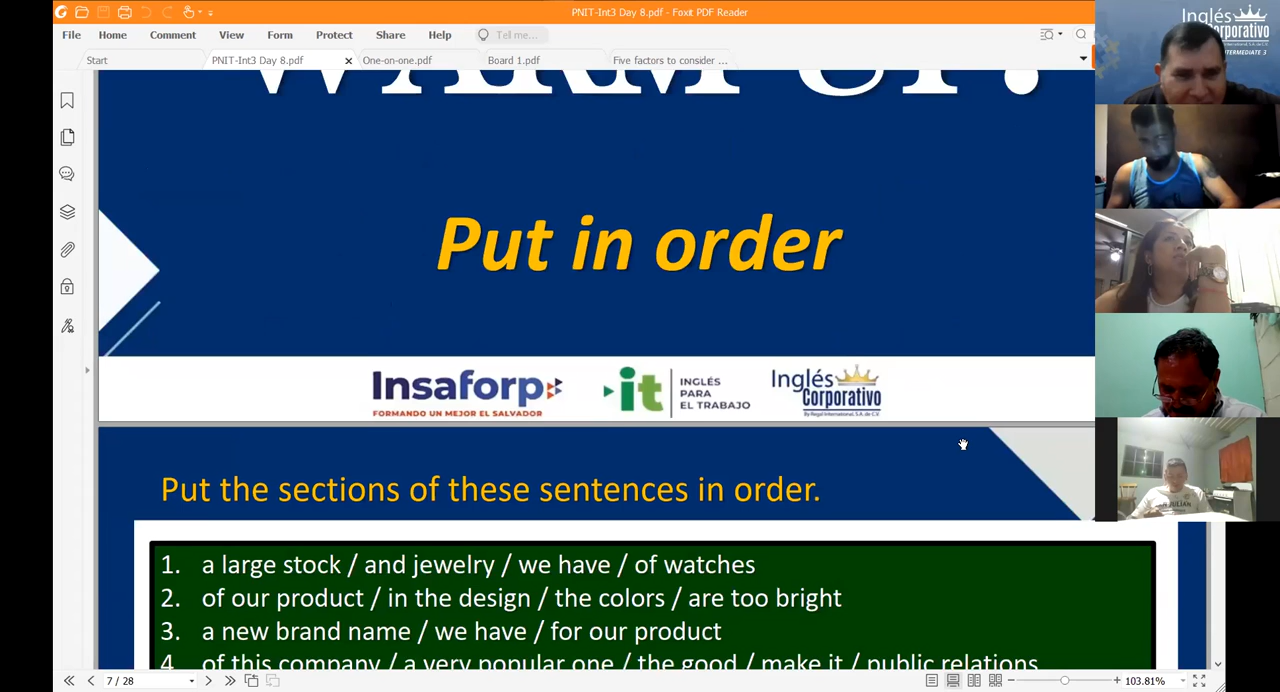 PNIT-Int3 Day 8.pdf - Foxit PDF Reader
File Home Comment View Form Protect Share Help Tell me...
Start PNIT-Int3 Day 8.pdf One-on-one.pdf Board 1.pdf Five factors to consider ...
WARM UP:
Put in order
Insaforp
FORMANDO UN MEJOR EL SALVADOR
it
INGLÉS
PARA
EL TRABAJO
Inglés
Corporativo
By Regal International, S.A. de C.V.
Put the sections of these sentences in order.
1. a large stock / and jewelry / we have / of watches
2. of our product / in the design / the colors / are too bright
3. a new brand name / we have / for our product
4. of this company / a very popular one / the good / make it / public relations
7 / 28
103.81%
Inglés
Corporativo
INTERMEDIATE 3